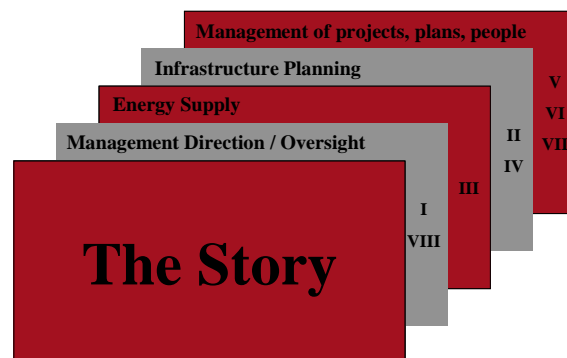 Management of projects, plans, people
Infrastructure Planning
V
Energy Supply
VI
Management Direction / Oversight
II
VII
IV
III
I
The Story
VIII